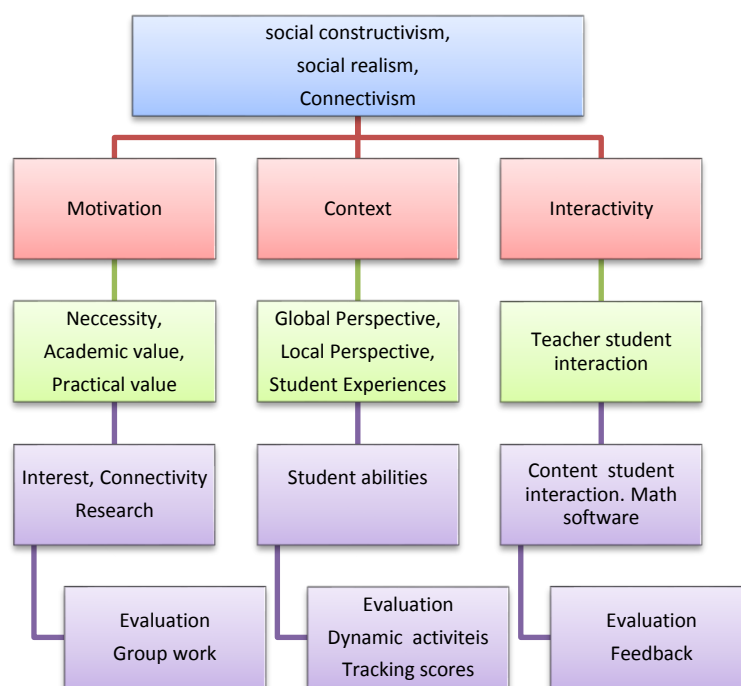 social constructivism,
social realism,
Connectivism
Motivation
Context
Interactivity
Neccessity,
Academic value,
Practical value
Global Perspective,
Local Perspective,
Student Experiences
Teacher student
interaction
Interest, Connectivity
Research
Student abilities
Content student
interaction. Math
software
Evaluation
Group work
Evaluation
Dynamic activiteis
Tracking scores
Evaluation
Feedback